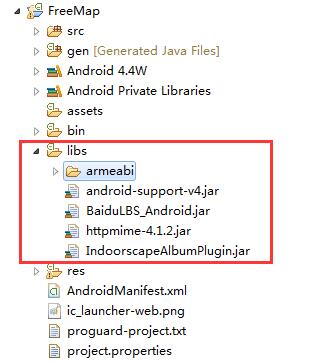 FreeMap
src
gen [Generated Java Files]
Android 4.4W
Android Private Libraries
assets
bin
libs
armeabi
android-support-v4.jar
BaiduLBS_Android.jar
httpmime-4.1.2.jar
IndoorscapeAlbumPlugin.jar
res
AndroidManifest.xml
ic_launcher-web.png
proguard-project.txt
project.properties